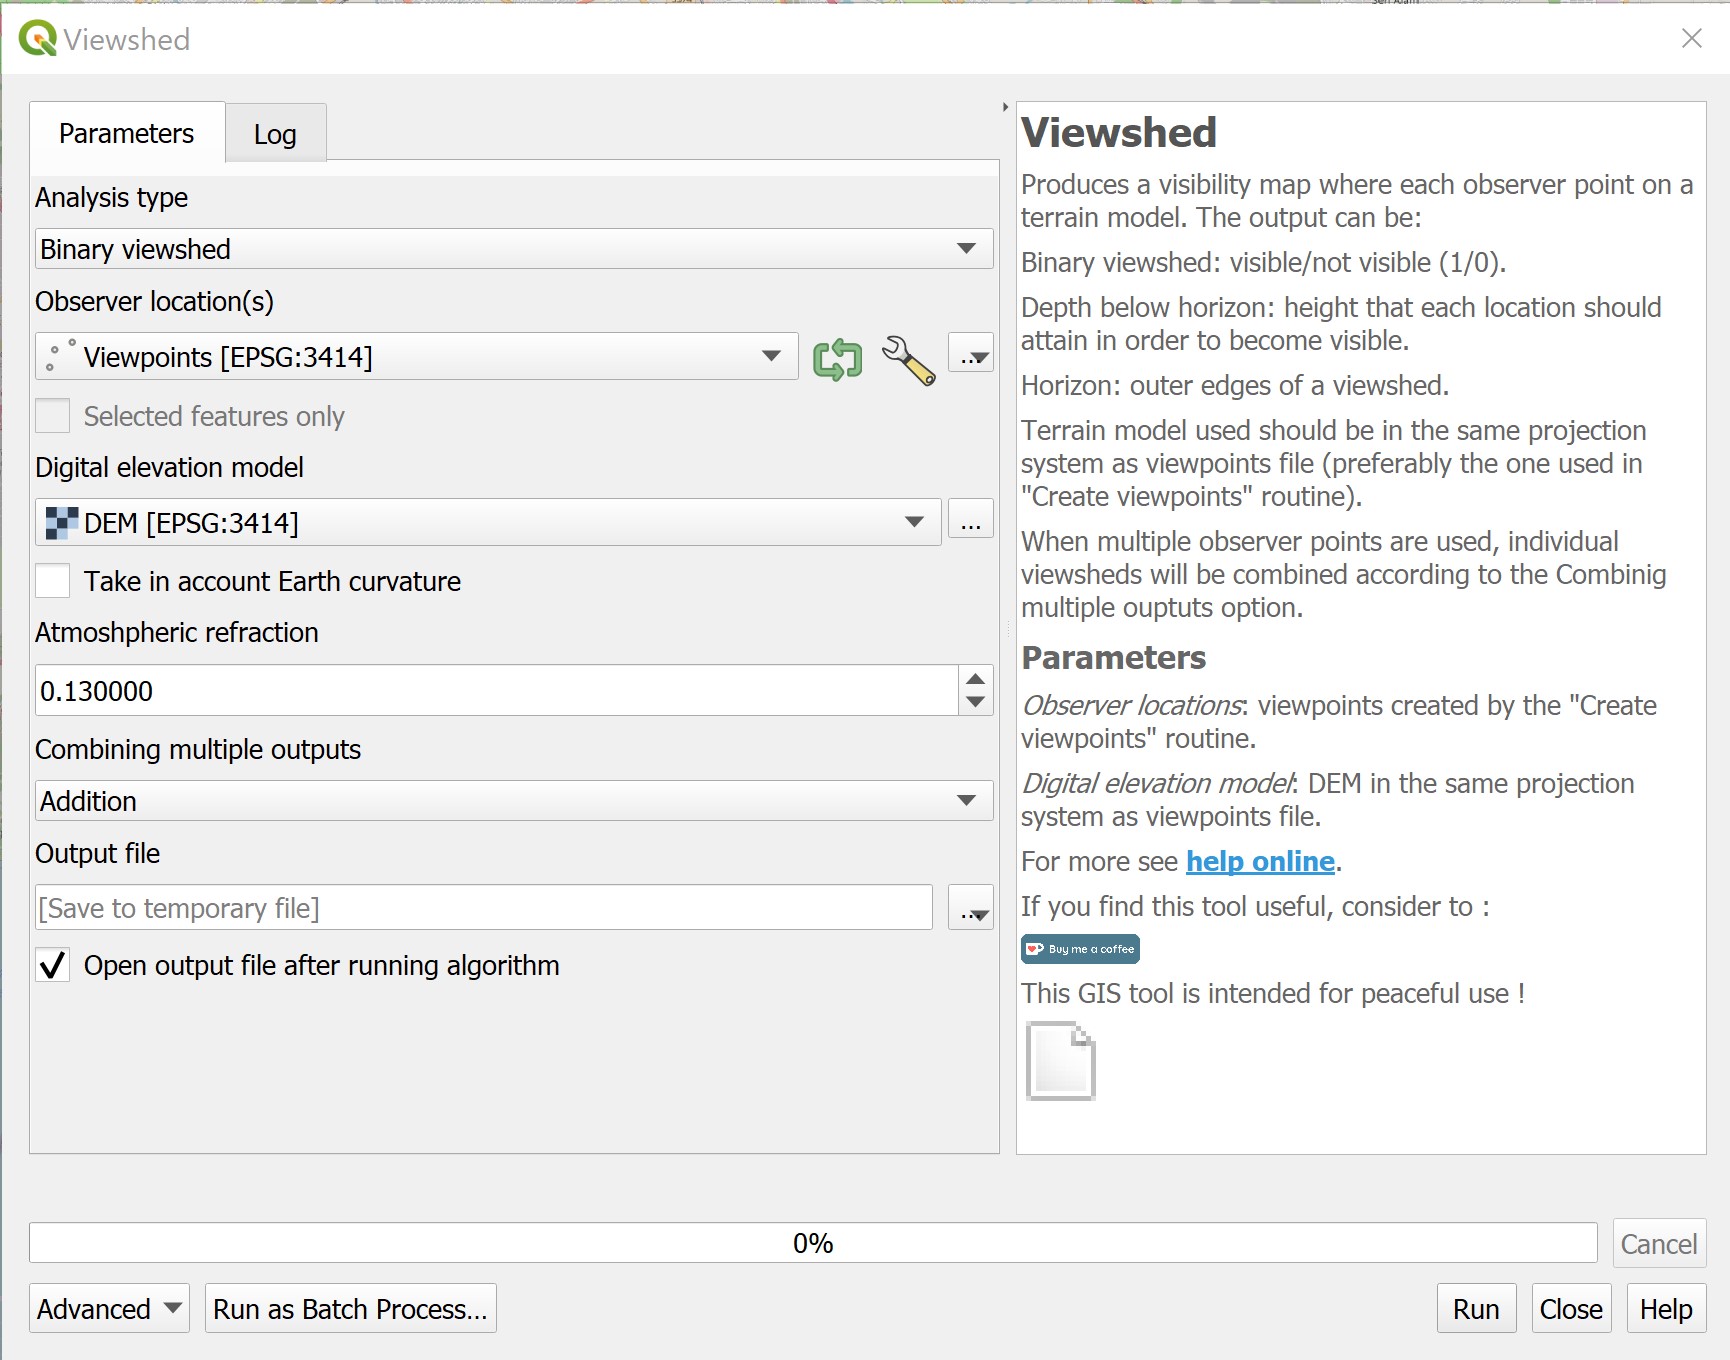 Viewshed
Parameters
Log
Analysis type
Binary viewshed
Observer location(s)
Viewpoints [EPSG:3414]
...
Selected features only
Digital elevation model
DEM [EPSG:3414]
...
Take in account Earth curvature
Atmoshpheric refraction
0.130000
Combining multiple outputs
Addition
Output file
[Save to temporary file]
...
Open output file after running algorithm
Viewshed
Produces a visibility map where each observer point on a
terrain model. The output can be:
Binary viewshed: visible/not visible (1/0).
Depth below horizon: height that each location should
attain in order to become visible.
Horizon: outer edges of a viewshed.
Terrain model used should be in the same projection
system as viewpoints file (preferably the one used in
"Create viewpoints" routine).
When multiple observer points are used, individual
viewsheds will be combined according to the Combinig
multiple ouptuts option.
Parameters
Observer locations: viewpoints created by the "Create
viewpoints" routine.
Digital elevation model: DEM in the same projection
system as viewpoints file.
For more see help online.
If you find this tool useful, consider to :
Buy me a coffee
This GIS tool is intended for peaceful use !
0%
Cancel
Advanced
Run as Batch Process...
Run
Close
Help